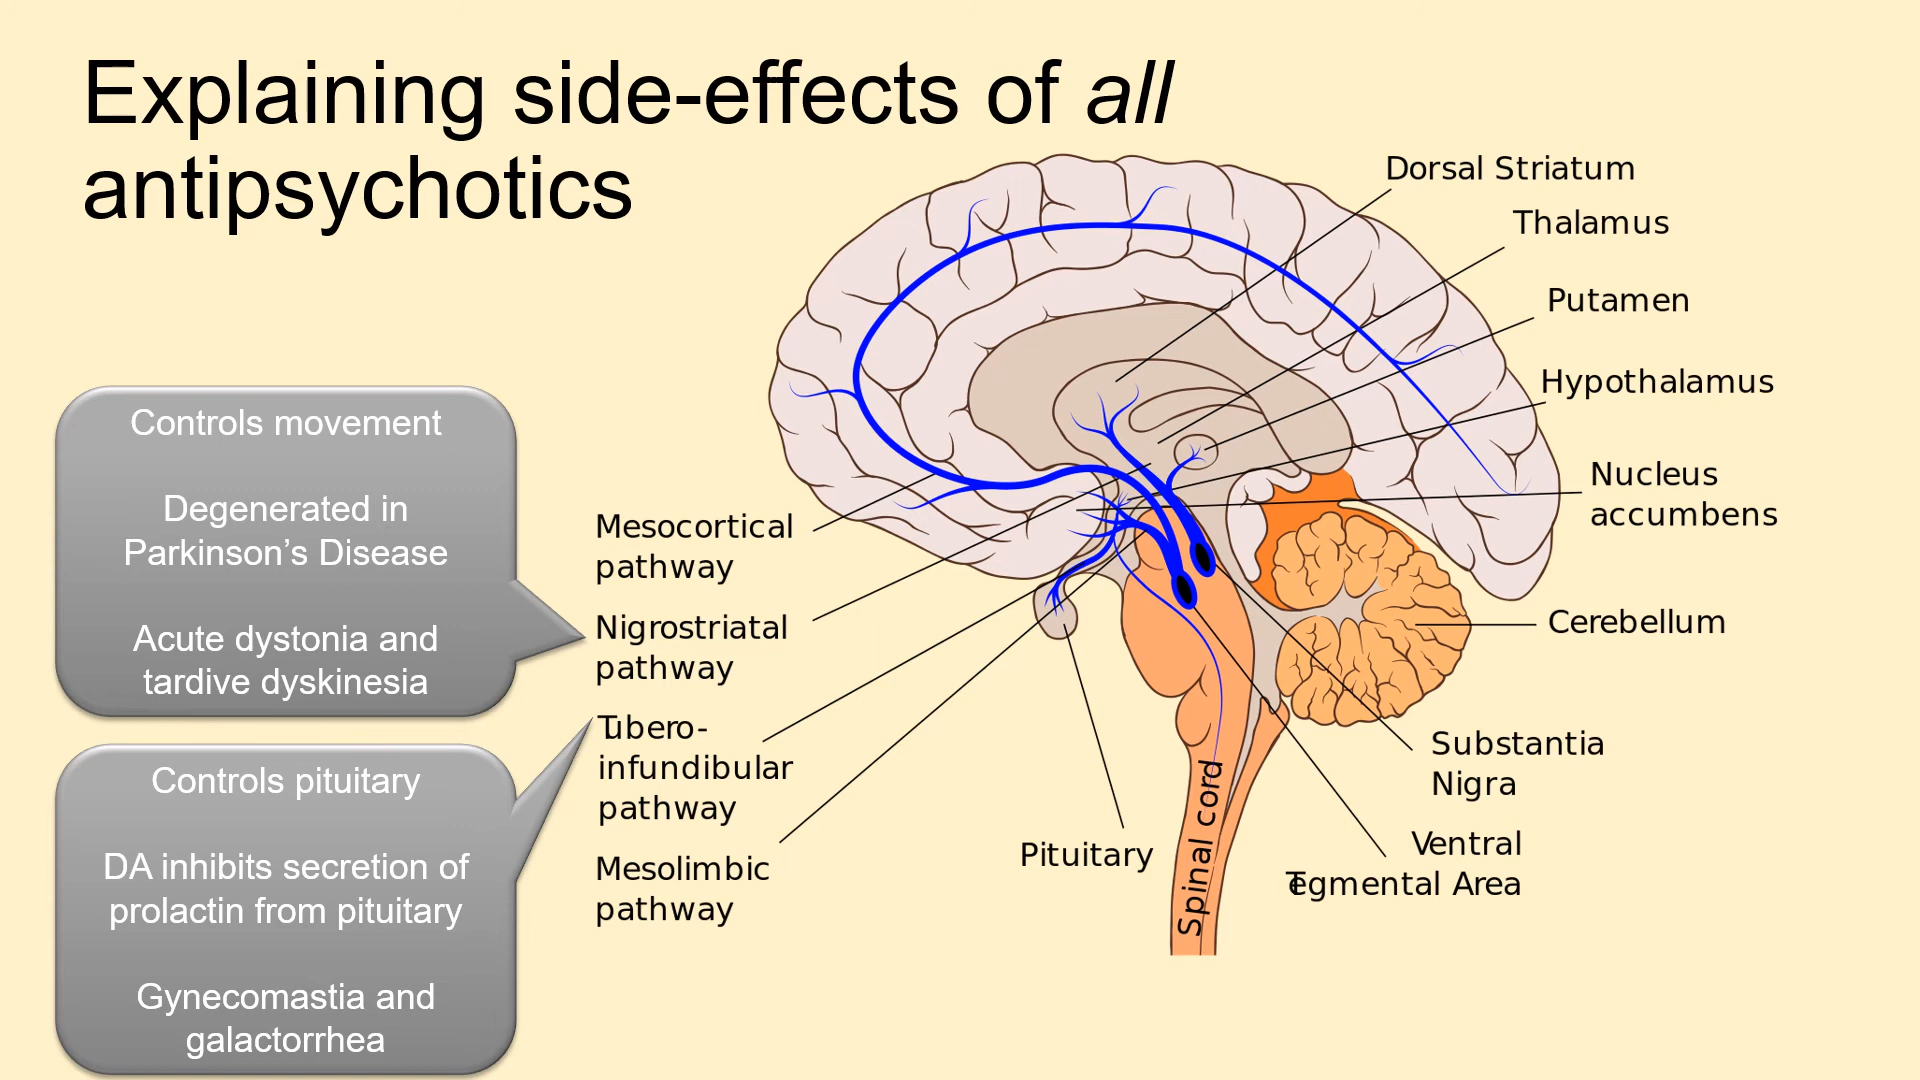 Explaining side-effects of all
antipsychotics
Controls movement
Degenerated in
Parkinson’s Disease
Acute dystonia and
tardive dyskinesia
Controls pituitary
DA inhibits secretion of
prolactin from pituitary
Gynecomastia and
galactorrhea
Mesocortical
pathway
Nigrostriatal
pathway
Tubero-
infundibular
pathway
Mesolimbic
pathway
Pituitary
Spinal cord
Dorsal Striatum
Thalamus
Putamen
Hypothalamus
Nucleus
accumbens
Cerebellum
Substantia
Nigra
Ventral
Tegmental Area